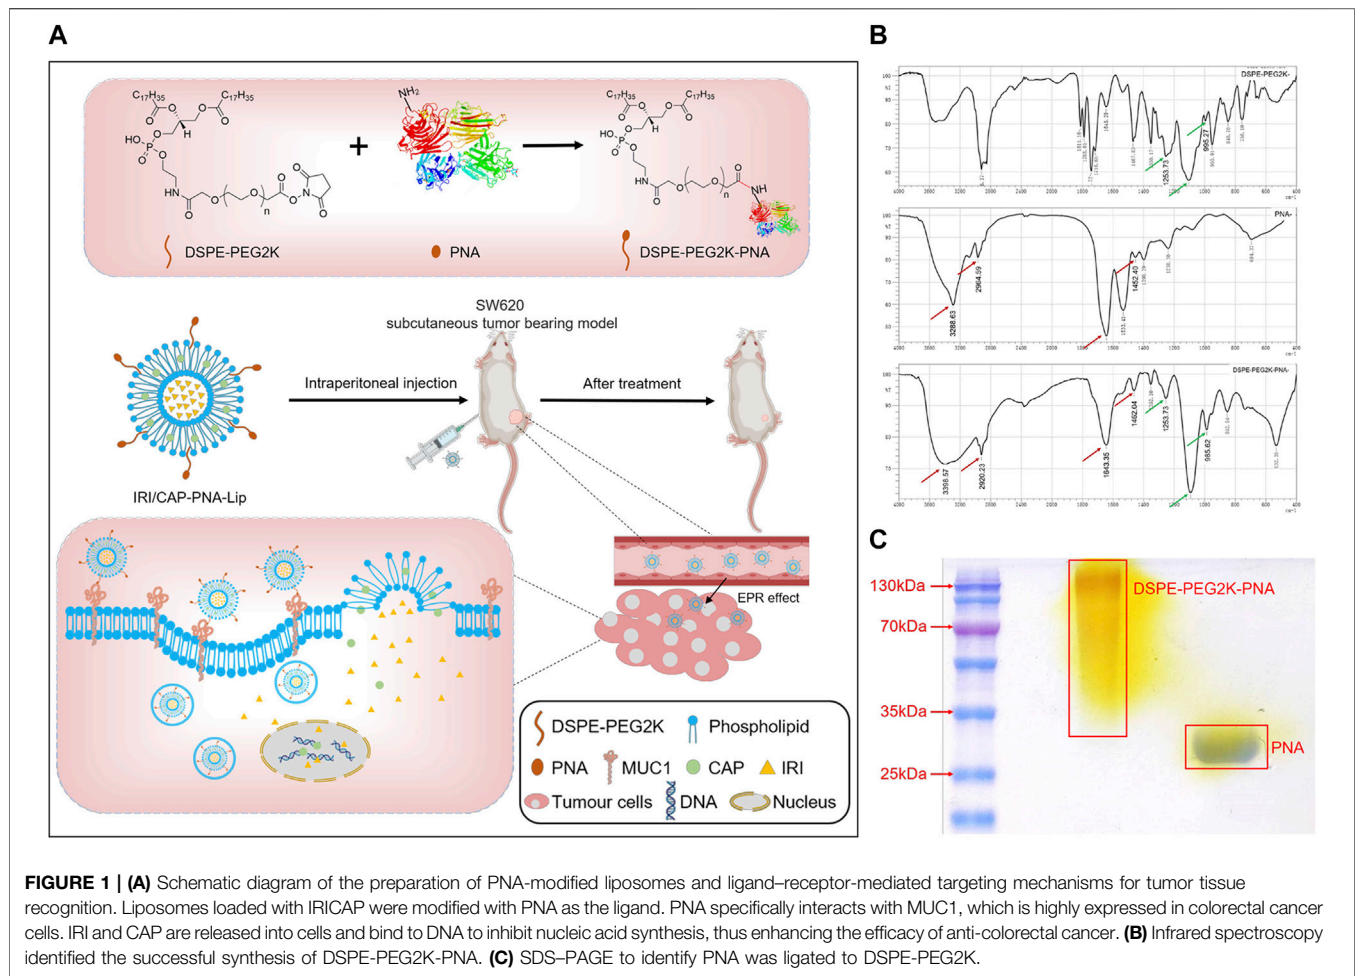 A
C17H35
C17H35
O
O
O
O
HO
P
O
O
H
O
NH
O
O
O
n
O
O
N
O
O
NH2
+
C17H35
C17H35
O
O
O
O
HO
P
O
O
H
O
NH
O
O
O
n
O
NH
DSPE-PEG2K
PNA
DSPE-PEG2K-PNA
SW620
subcutaneous tumor bearing model
Intraperitoneal injection
After treatment
IRI/CAP-PNA-Lip
EPR effect
DSPE-PEG2K
Phospholipid
PNA
MUC1
CAP
IRI
Tumour cells
DNA
Nucleus
B
DSPE-PEG2K-
995.27
1253.73
PNA-
3288.63
2964.59
1452.40
DSPE-PEG2K-PNA-
3398.57
2920.23
1643.35
1462.04
1253.73
985.62
C
130kDa
70kDa
35kDa
25kDa
DSPE-PEG2K-PNA
PNA
FIGURE 1 | (A) Schematic diagram of the preparation of PNA-modified liposomes and ligand–receptor-mediated targeting mechanisms for tumor tissue
recognition. Liposomes loaded with IRICAP were modified with PNA as the ligand. PNA specifically interacts with MUC1, which is highly expressed in colorectal cancer
cells. IRI and CAP are released into cells and bind to DNA to inhibit nucleic acid synthesis, thus enhancing the efficacy of anti-colorectal cancer. (B) Infrared spectroscopy
identified the successful synthesis of DSPE-PEG2K-PNA. (C) SDS–PAGE to identify PNA was ligated to DSPE-PEG2K.